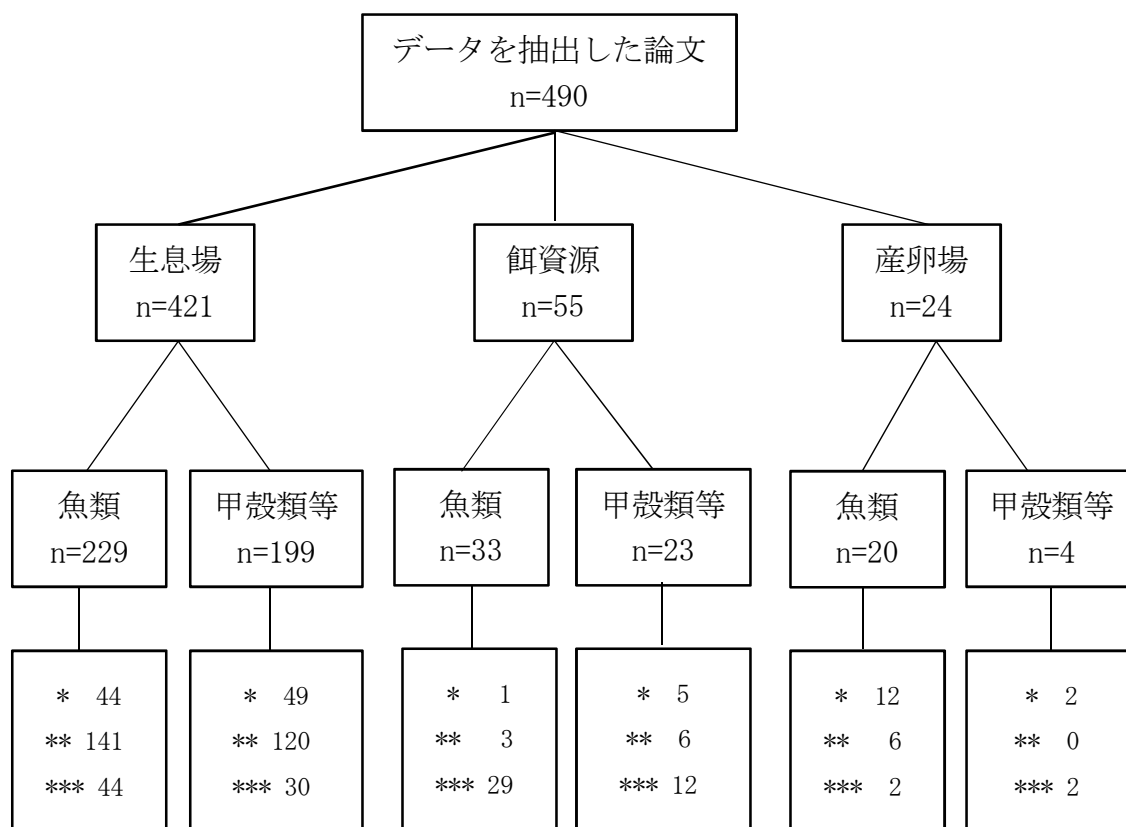 データを抽出した論文
n=490
生息場
n=421
餌資源
n=55
産卵場
n=24
魚類
n=229
甲殻類等
n=199
魚類
n=33
甲殻類等
n=23
魚類
n=20
甲殻類等
n=4
* 44
** 141
*** 44
* 49
** 120
*** 30
* 1
** 3
*** 29
* 5
** 6
*** 12
* 12
** 6
*** 2
* 2
** 0
*** 2